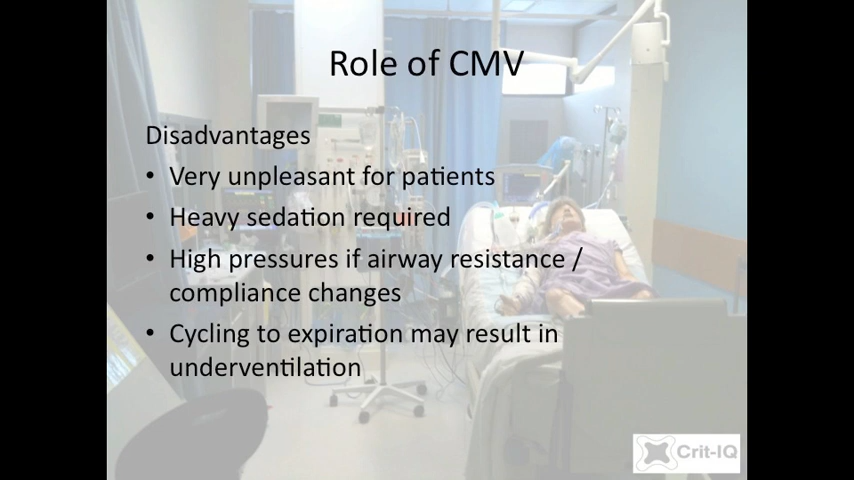 Role of CMV
Disadvantages
• Very unpleasant for patients
• Heavy sedation required
• High pressures if airway resistance /
compliance changes
• Cycling to expiration may result in
underventilation
Crit-IQ